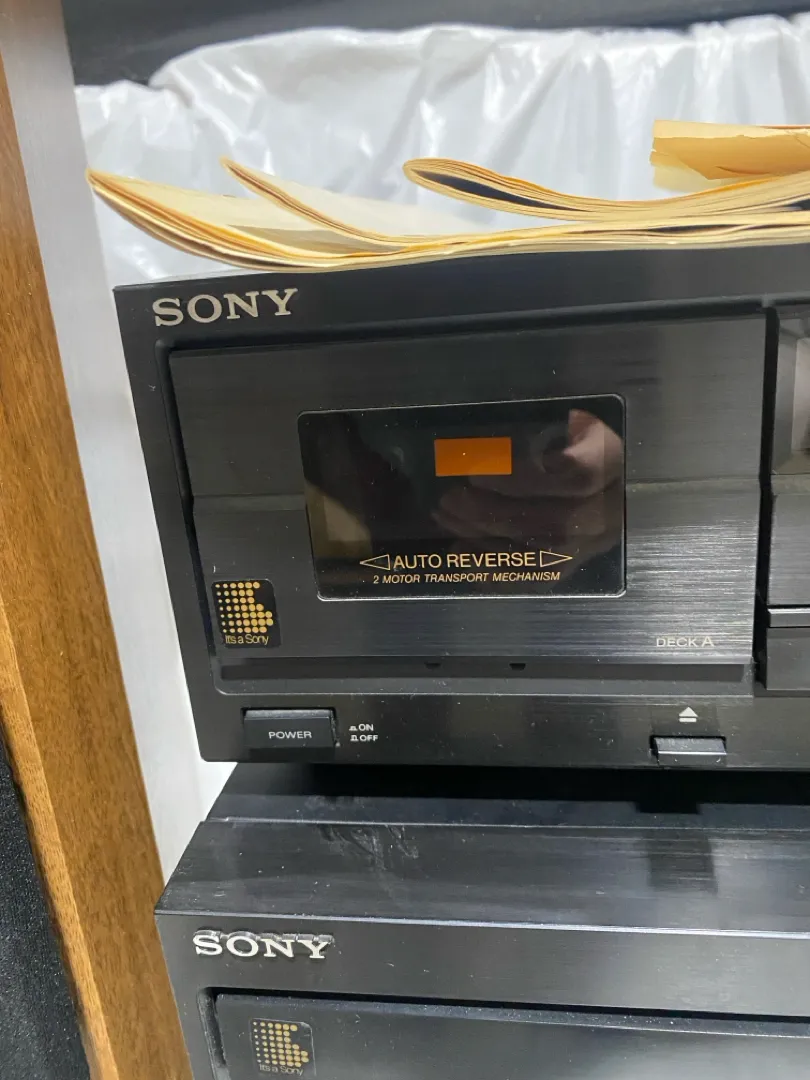 SONY
AUTO REVERSE
2 MOTOR TRANSPORT MECHANISM
It's a Sony
DECK A
POWER
ON
OFF
SONY
It's a Sony